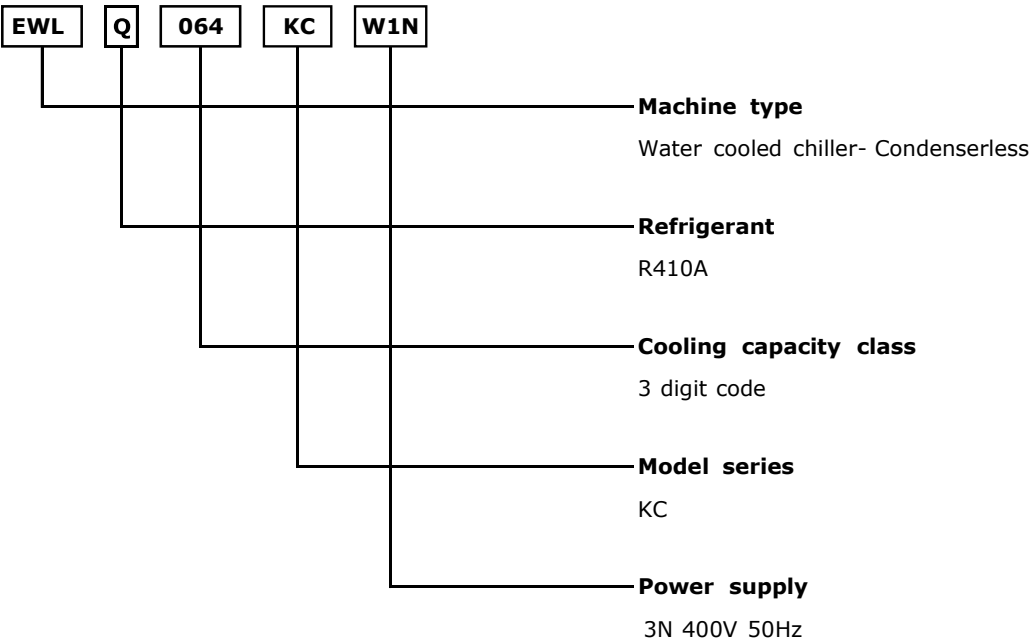 EWL Q 064 KC W1N
Machine type
Water cooled chiller- Condenserless
Refrigerant
R410A
Cooling capacity class
3 digit code
Model series
KC
Power supply
3N 400V 50Hz